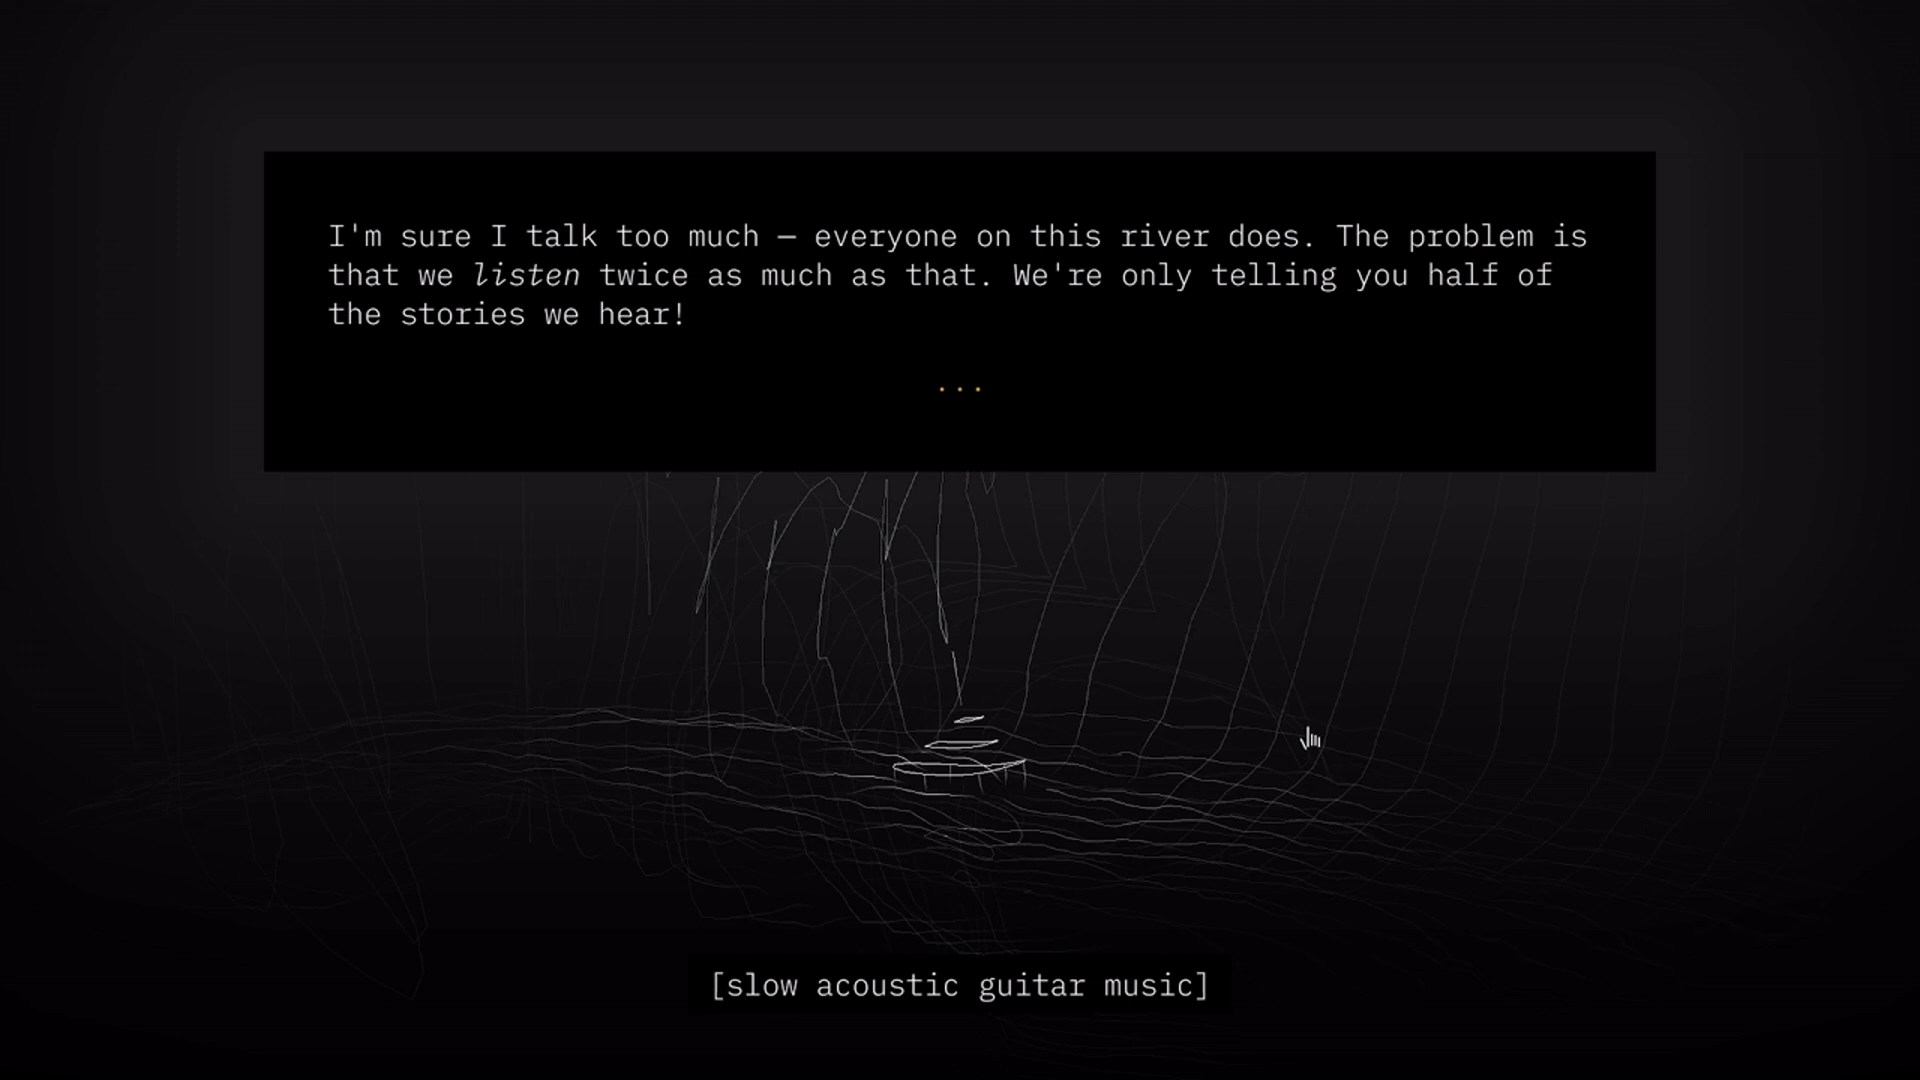 I'm sure I talk too much — everyone on this river does. The problem is
that we listen twice as much as that. We're only telling you half of
the stories we hear!
...
[slow acoustic guitar music]